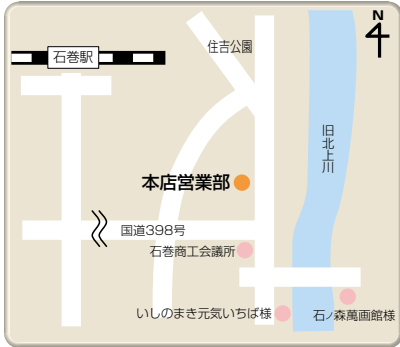 N
石巻駅
住吉公園
旧北上川
本店営業部
国道398号
石巻商工会議所
いしのまき元気いちば様
石ノ森萬画館様